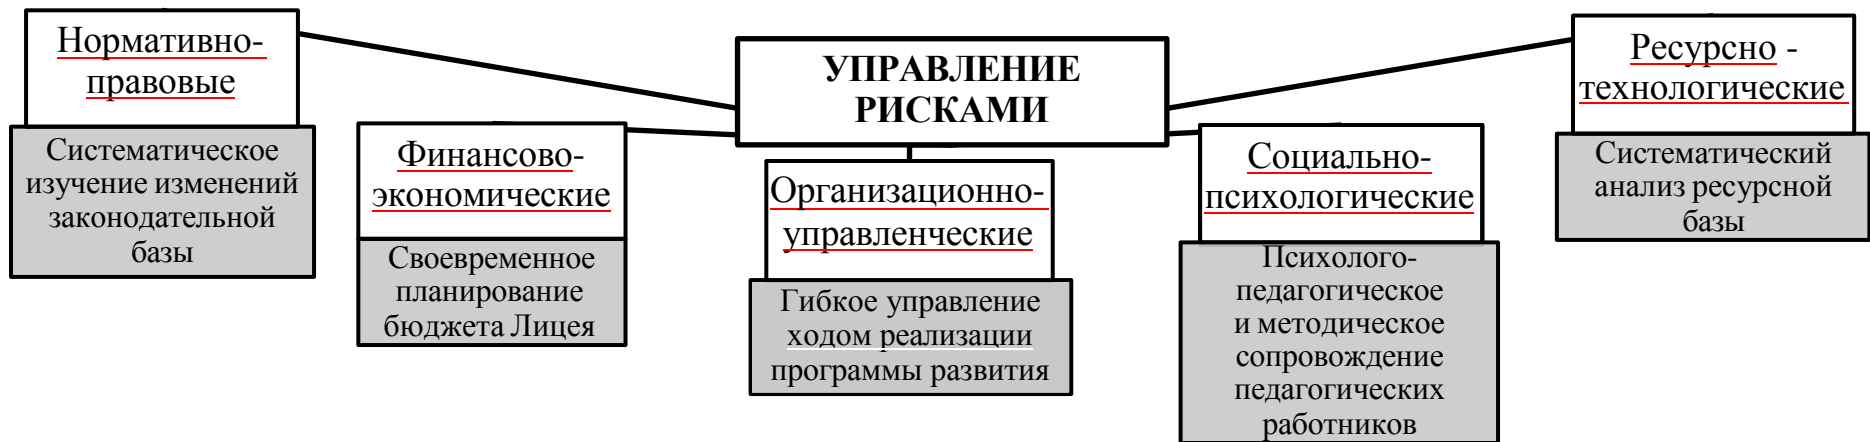 Нормативно-
правовые
Систематическое
изучение изменений
законодательной
базы
Финансово-
экономические
Своевременное
планирование
бюджета Лицея
УПРАВЛЕНИЕ
РИСКАМИ
Организационно-
управленческие
Гибкое управление
ходом реализации
программы развития
Социально-
психологические
Психолого-
педагогическое
и методическое
сопровождение
педагогических
работников
Ресурсно -
технологические
Систематический
анализ ресурсной
базы